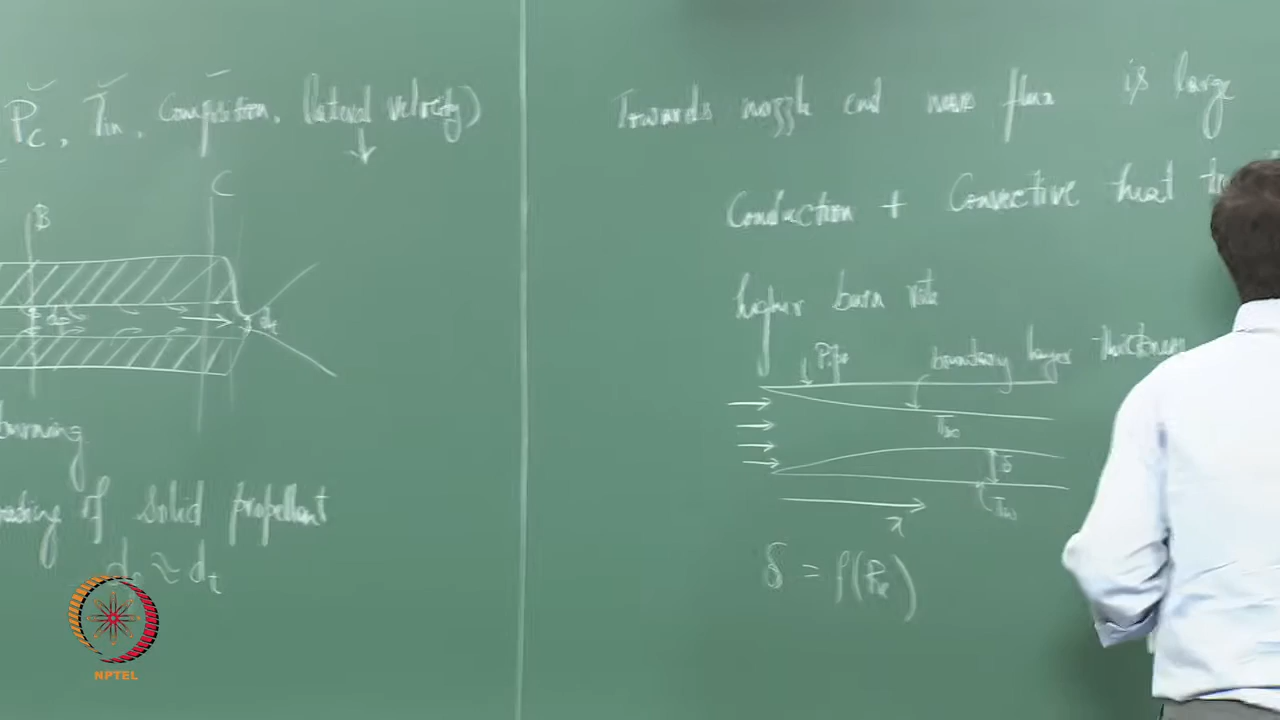 Pc, Tin, Composition, lateral velocity)
C
B
dt
burning
loading of solid propellant
≈ dt
NPTEL
Towards nozzle end mass flux is large
Conduction + Convective heat
higher burn rate
Pipe boundary layer thickness
T∞
δ
Tw
x
δ = f(